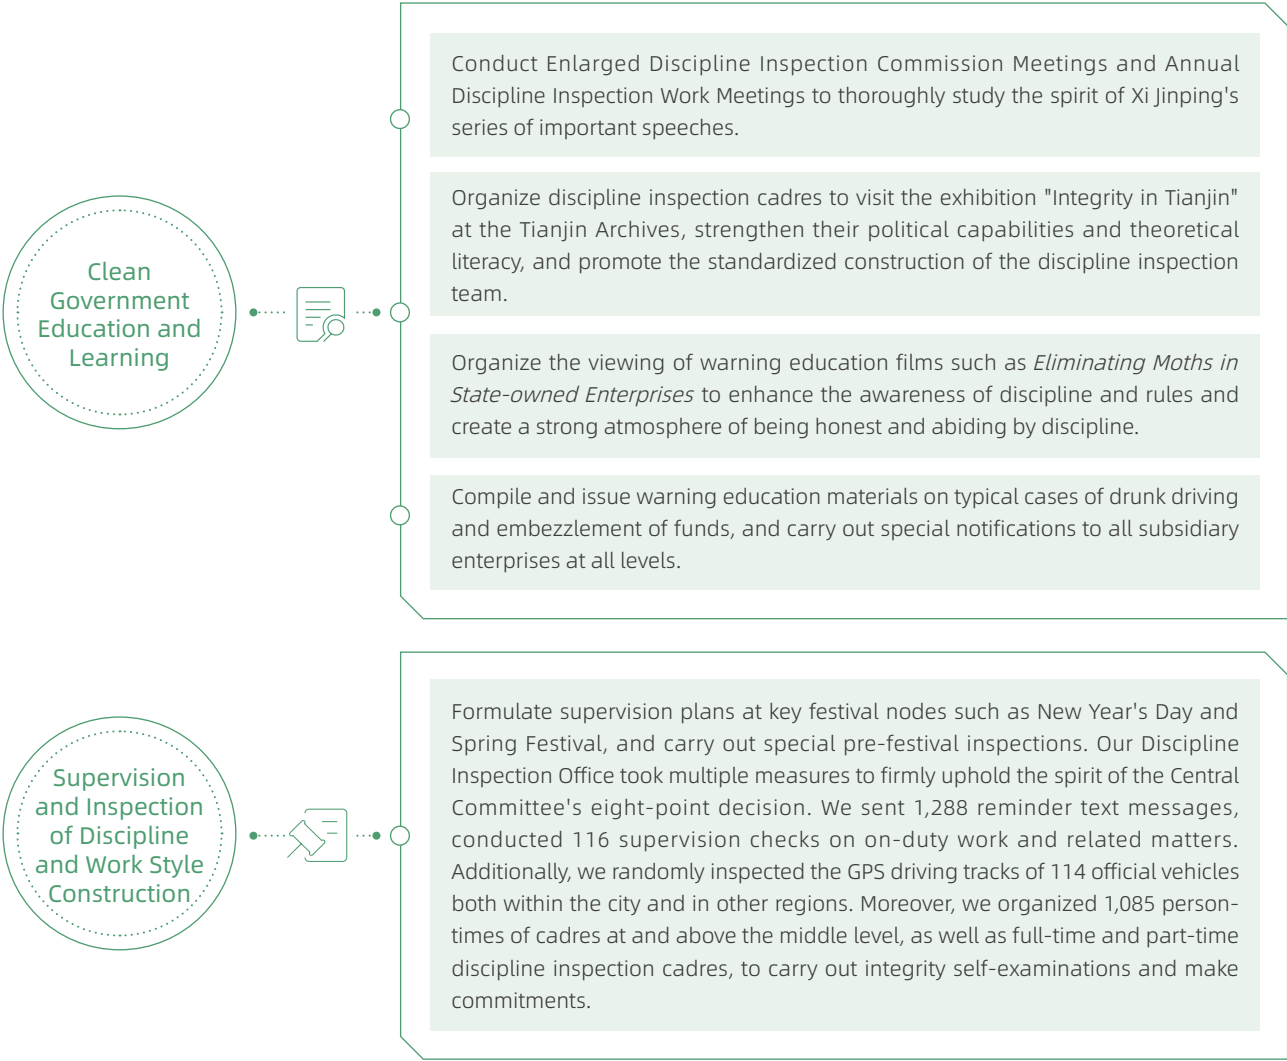 Clean
Government
Education and
Learning
Conduct Enlarged Discipline Inspection Commission Meetings and Annual
Discipline Inspection Work Meetings to thoroughly study the spirit of Xi Jinping's
series of important speeches.
Organize discipline inspection cadres to visit the exhibition "Integrity in Tianjin"
at the Tianjin Archives, strengthen their political capabilities and theoretical
literacy, and promote the standardized construction of the discipline inspection
team.
Organize the viewing of warning education films such as Eliminating Moths in
State-owned Enterprises to enhance the awareness of discipline and rules and
create a strong atmosphere of being honest and abiding by discipline.
Compile and issue warning education materials on typical cases of drunk driving
and embezzlement of funds, and carry out special notifications to all subsidiary
enterprises at all levels.
Supervision
and Inspection
of Discipline
and Work Style
Construction
Formulate supervision plans at key festival nodes such as New Year's Day and
Spring Festival, and carry out special pre-festival inspections. Our Discipline
Inspection Office took multiple measures to firmly uphold the spirit of the Central
Committee's eight-point decision. We sent 1,288 reminder text messages,
conducted 116 supervision checks on on-duty work and related matters.
Additionally, we randomly inspected the GPS driving tracks of 114 official vehicles
both within the city and in other regions. Moreover, we organized 1,085 person-
times of cadres at and above the middle level, as well as full-time and part-time
discipline inspection cadres, to carry out integrity self-examinations and make
commitments.